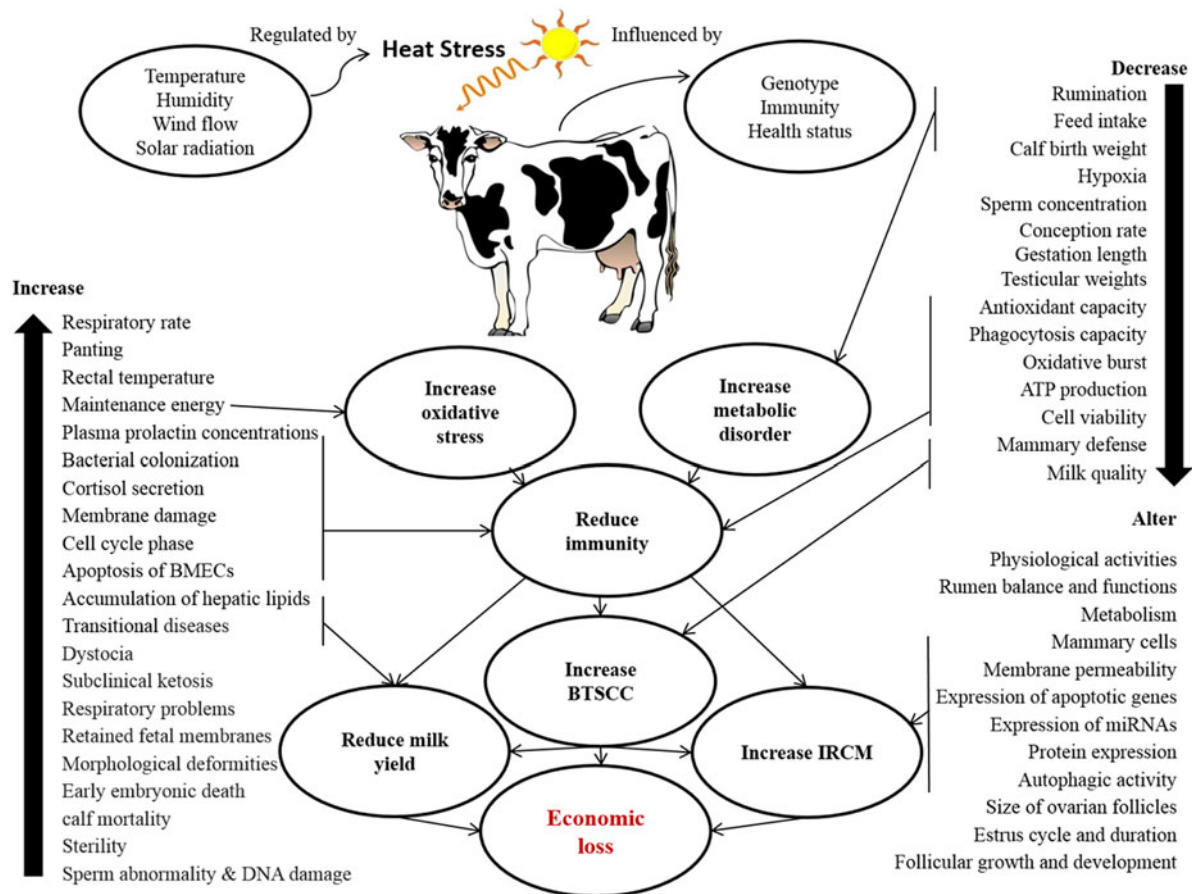 Regulated by
Heat Stress
Influenced by
Temperature
Humidity
Wind flow
Solar radiation
Genotype
Immunity
Health status
Decrease
Rumination
Feed intake
Calf birth weight
Hypoxia
Sperm concentration
Conception rate
Gestation length
Testicular weights
Antioxidant capacity
Phagocytosis capacity
Oxidative burst
ATP production
Cell viability
Mammary defense
Milk quality
Increase
Respiratory rate
Panting
Rectal temperature
Maintenance energy
Plasma prolactin concentrations
Bacterial colonization
Cortisol secretion
Membrane damage
Cell cycle phase
Apoptosis of BMECs
Accumulation of hepatic lipids
Transitional diseases
Dystocia
Subclinical ketosis
Respiratory problems
Retained fetal membranes
Morphological deformities
Early embryonic death
calf mortality
Sterility
Sperm abnormality & DNA damage
Increase
oxidative
stress
Increase
metabolic
disorder
Reduce
immunity
Increase
BTSCC
Reduce milk
yield
Increase IRCM
Economic
loss
Alter
Physiological activities
Rumen balance and functions
Metabolism
Mammary cells
Membrane permeability
Expression of apoptotic genes
Expression of miRNAs
Protein expression
Autophagic activity
Size of ovarian follicles
Estrus cycle and duration
Follicular growth and development